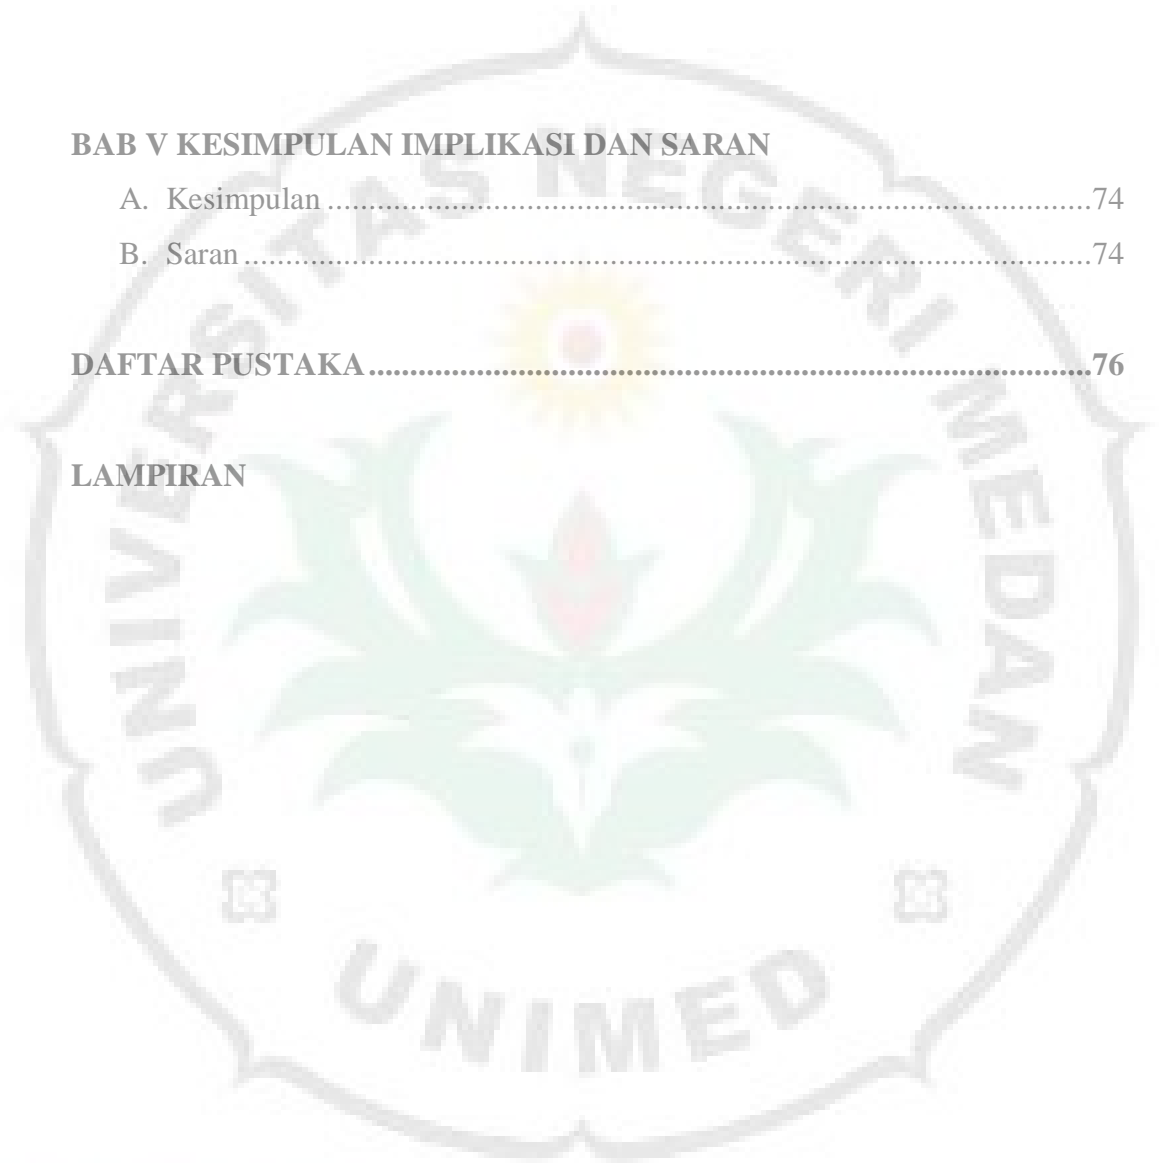 BAB V KESIMPULAN IMPLIKASI DAN SARAN
A. Kesimpulan ..............................................................................................74
B. Saran ........................................................................................................74
DAFTAR PUSTAKA.........................................................................................76
LAMPIRAN
UNIVERSITAS NEGERI MEDAN
UNIMED